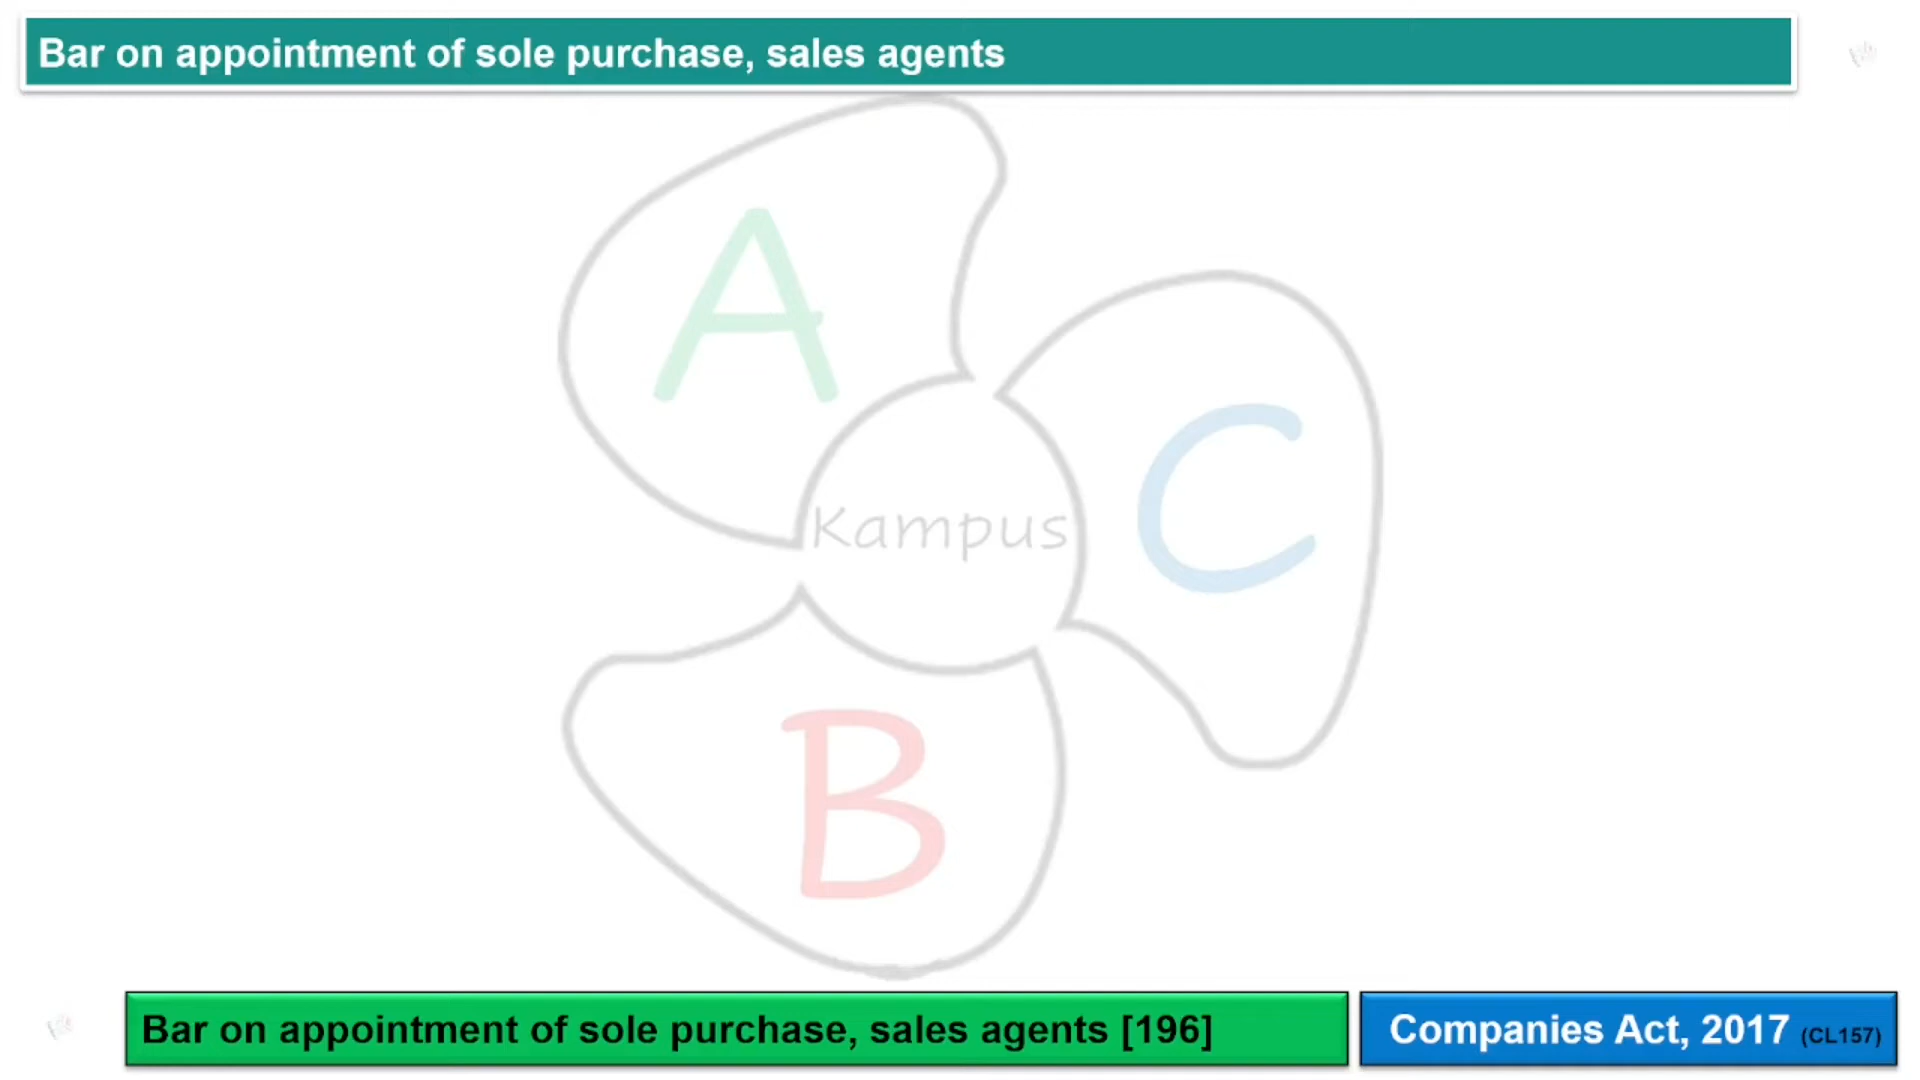 Bar on appointment of sole purchase, sales agents
A
C
Kampus
B
Bar on appointment of sole purchase, sales agents [196]
Companies Act, 2017 (CL157)